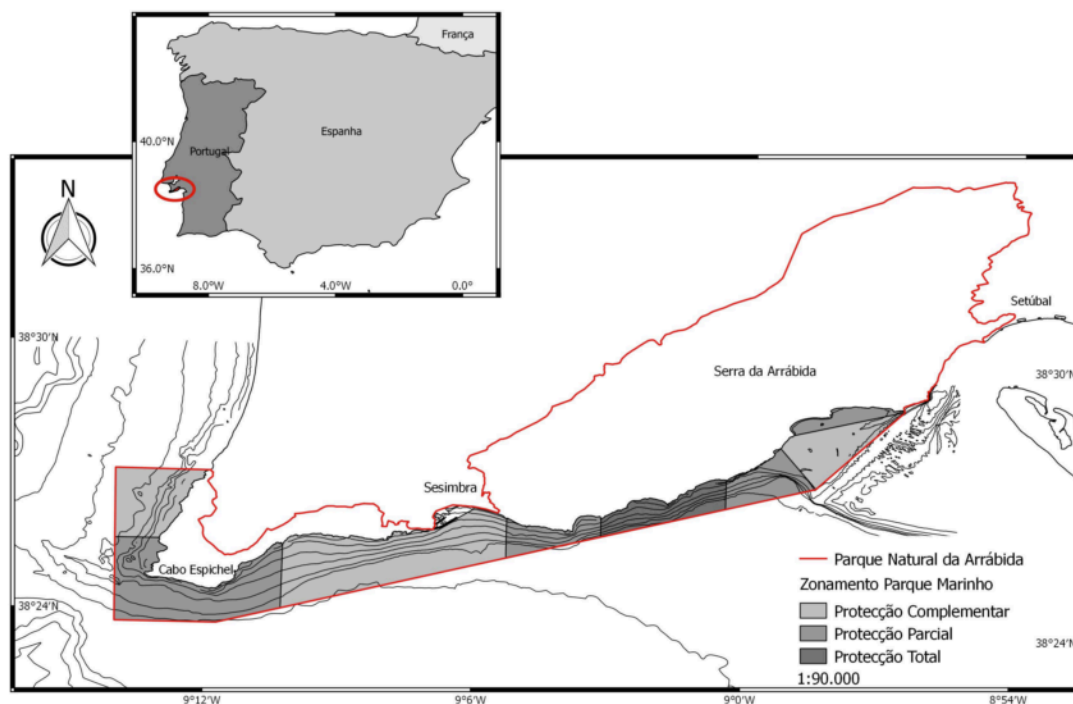 França
40.0°N
Espanha
Portugal
36.0°N
8.0°W
4.0°W
0.0°
N
Setúbal
38°30'N
Serra da Arrábida
38°30'N
Sesimbra
Cabo Espichel
Parque Natural da Arrábida
Zonamento Parque Marinho
Protecção Complementar
38°24'N
Protecção Parcial
38°24'N
Protecção Total
1:90.000
9°12'W
9°6'W
9°0'W
8°54'W